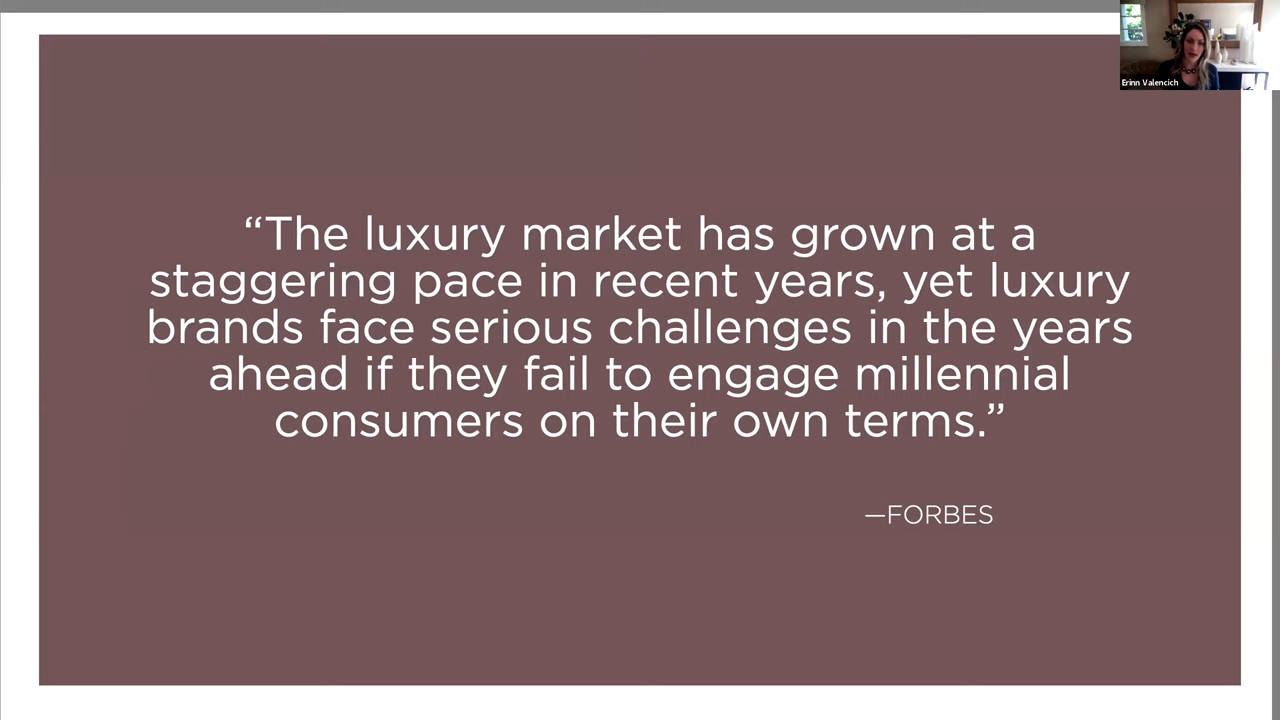 Erinn Valencich
“The luxury market has grown at a
staggering pace in recent years, yet luxury
brands face serious challenges in the years
ahead if they fail to engage millennial
consumers on their own terms.”
—FORBES